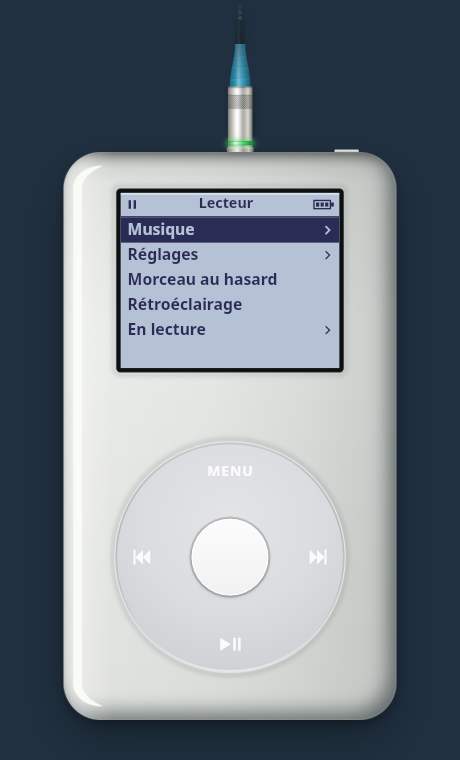 Lecteur
Musique
Réglages
Morceau au hasard
Rétroéclairage
En lecture
MENU